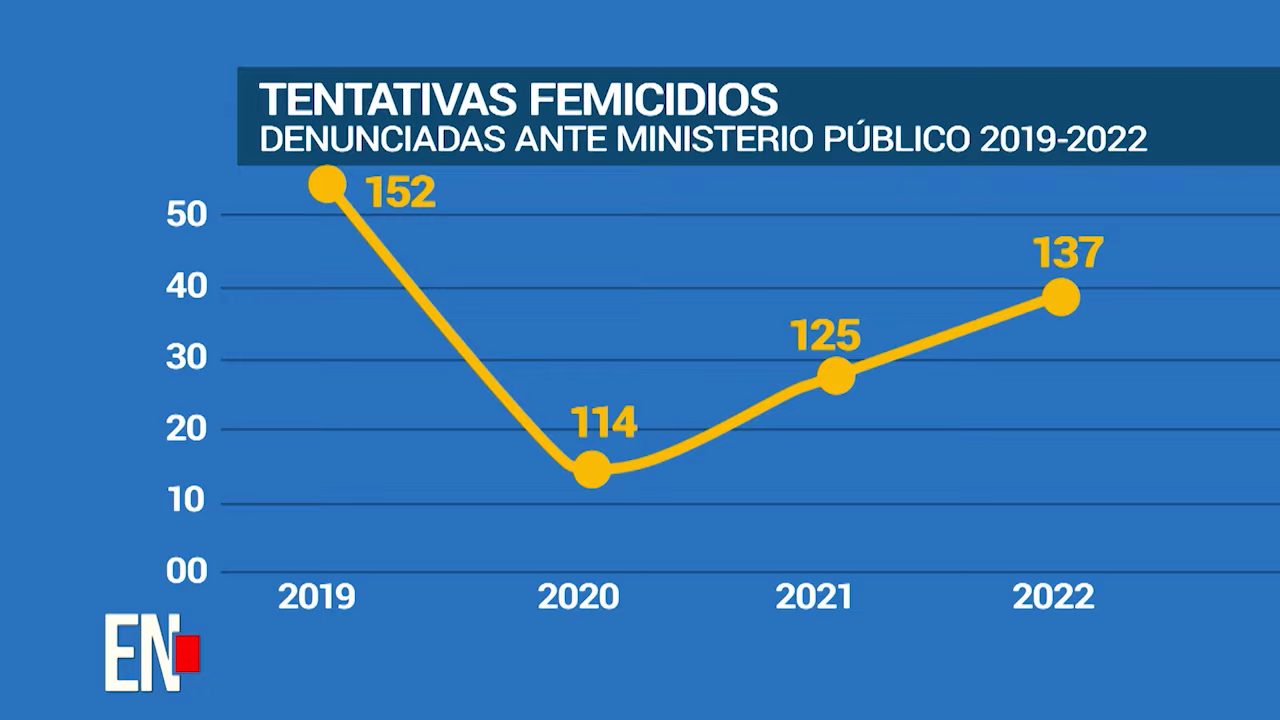 TENTATIVAS FEMICIDIOS
DENUNCIADAS ANTE MINISTERIO PÚBLICO 2019-2022
152
50
137
40
125
30
114
20
10
00
2019 2020 2021 2022
EN